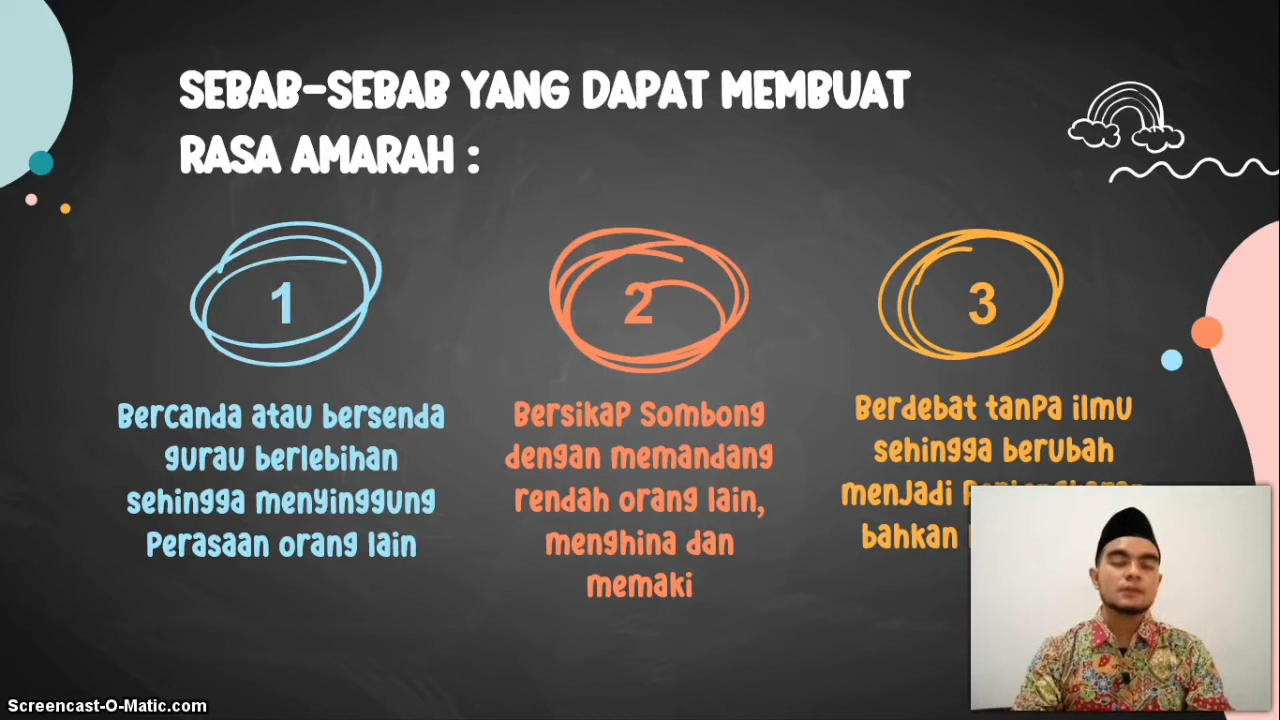 SEBAB-SEBAB YANG DAPAT MEMBUAT
RASA AMARAH :
1
Bercanda atau bersenda
gurau berlebihan
sehingga menyinggung
Perasaan orang lain
2
Bersikap Sombong
dengan memandang
rendah orang lain,
menghina dan
memaki
3
Berdebat tanpa ilmu
sehingga berubah
menjadi
bahkan
Screencast-O-Matic.com